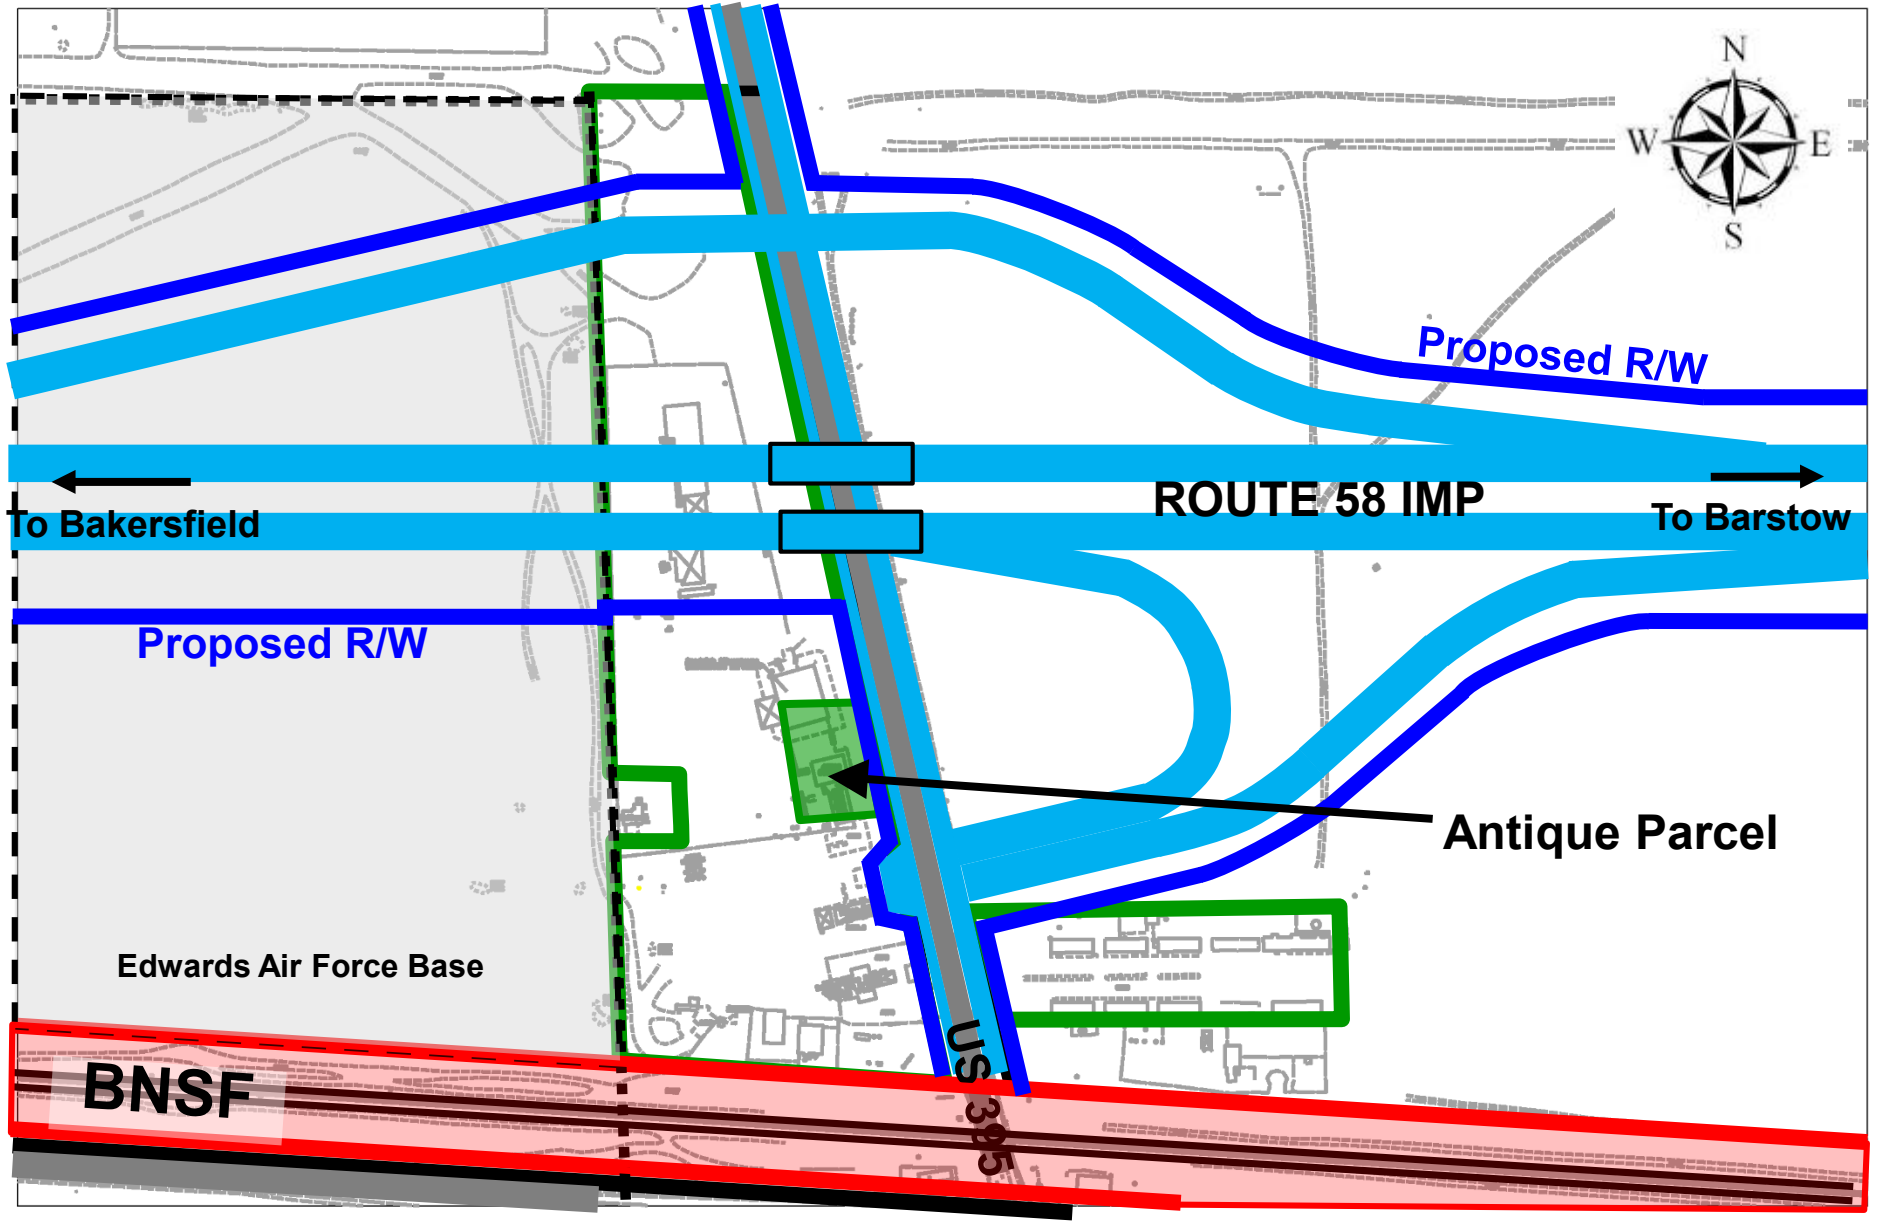 N
W E
S
Proposed R/W
ROUTE 58 IMP
To Bakersfield
To Barstow
Proposed R/W
Antique Parcel
Edwards Air Force Base
BNSF
US 395